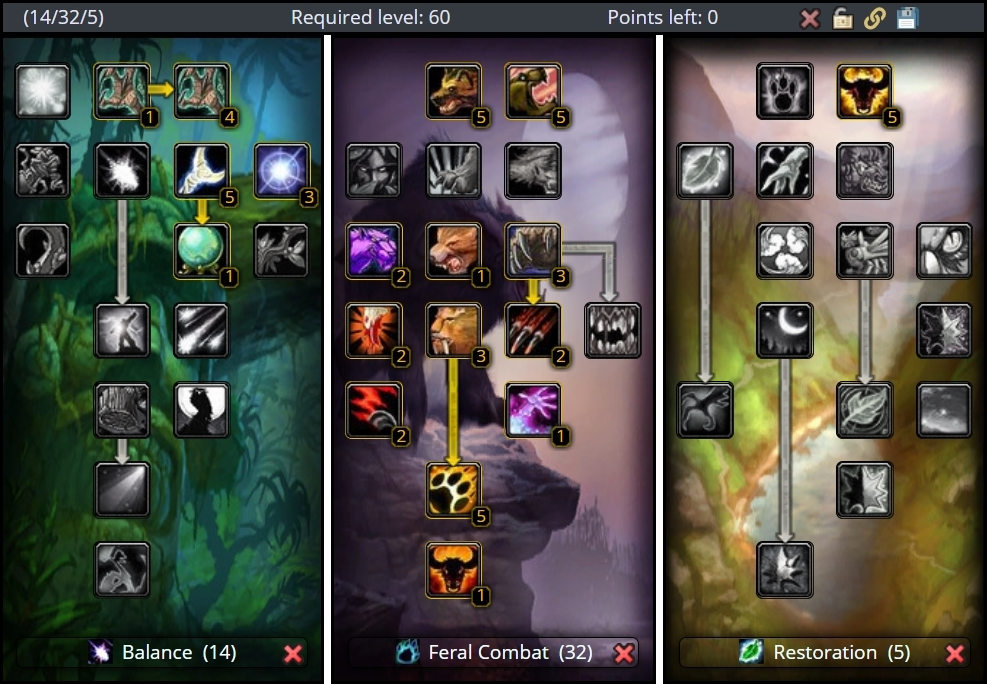 (14/32/5) Required level: 60 Points left: 0
1 4 5 5 5
5 3
1 2 1 3
2 3 2
2 1
5
1
Balance (14) Feral Combat (32) Restoration (5)